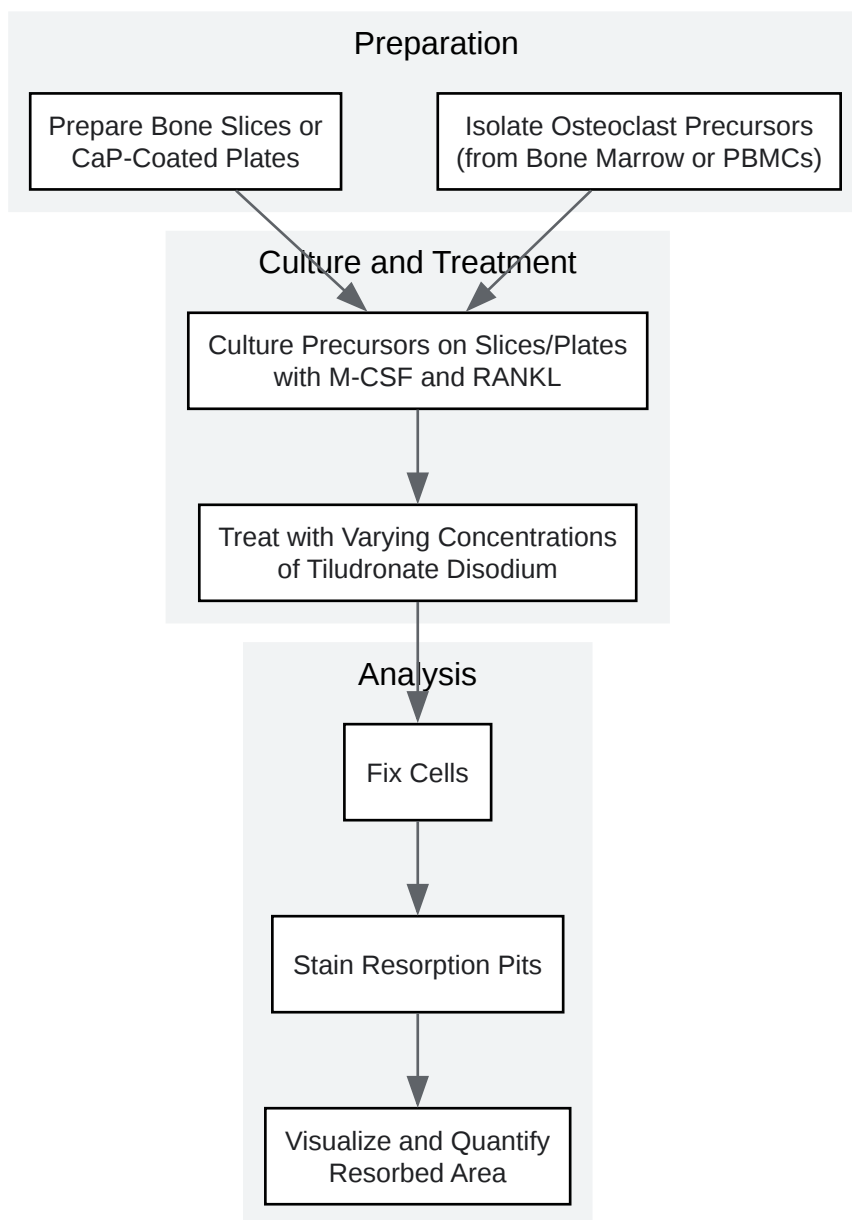 Preparation
Prepare Bone Slices or
CaP-Coated Plates
Isolate Osteoclast Precursors
(from Bone Marrow or PBMCs)
Culture and Treatment
Culture Precursors on Slices/Plates
with M-CSF and RANKL
Treat with Varying Concentrations
of Tiludronate Disodium
Analysis
Fix Cells
Stain Resorption Pits
Visualize and Quantify
Resorbed Area